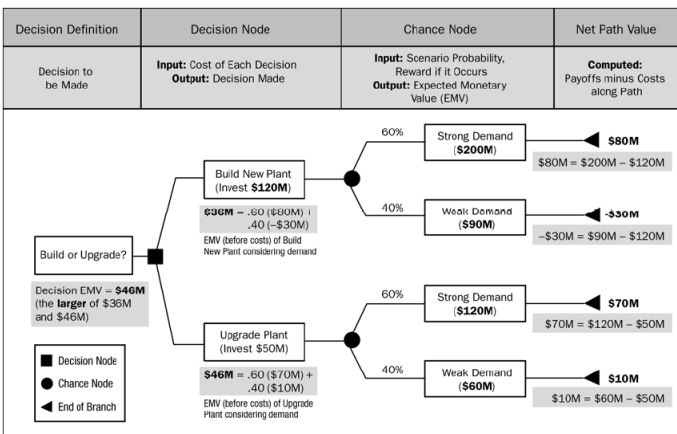 Decision Definition
Decision Node
Chance Node
Net Path Value
Decision to
be Made
Input: Cost of Each Decision
Output: Decision Made
Input: Scenario Probability,
Reward if it Occurs
Output: Expected Monetary
Value (EMV)
Computed:
Payoffs minus Costs
along Path
60%
Strong Demand
($200M)
$80M
$80M = $200M – $120M
Build New Plant
(Invest $120M)
$36M = .60 ($80M) +
.40 (–$30M)
EMV (before costs) of Build
New Plant considering demand
40%
Weak Demand
($90M)
-$30M
–$30M = $90M – $120M
Build or Upgrade?
Decision EMV = $46M
(the larger of $36M
and $46M)
60%
Strong Demand
($120M)
$70M
$70M = $120M – $50M
Upgrade Plant
(Invest $50M)
$46M = .60 ($70M) +
.40 ($10M)
EMV (before costs) of Upgrade
Plant considering demand
40%
Weak Demand
($60M)
$10M
$10M = $60M – $50M
Decision Node
Chance Node
End of Branch